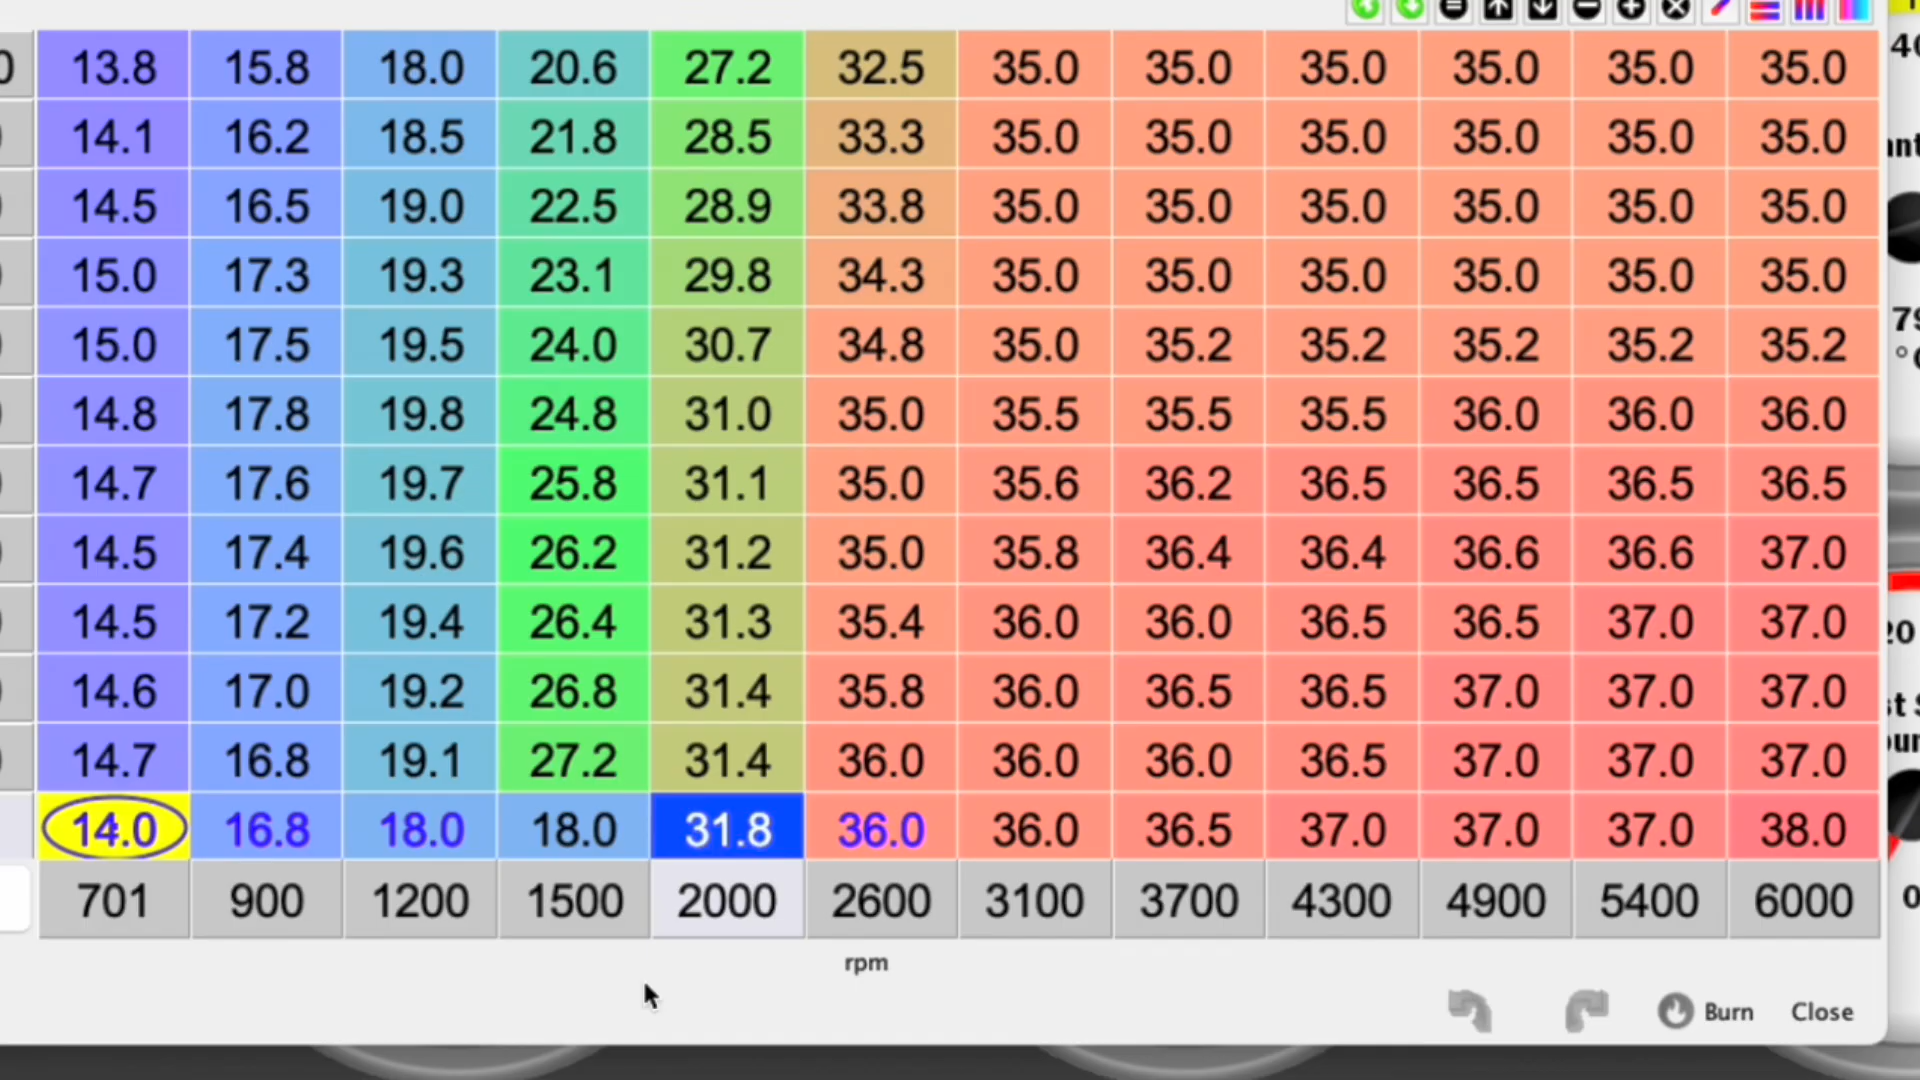 13.8 15.8 18.0 20.6 27.2 32.5 35.0 35.0 35.0 35.0 35.0 35.0
14.1 16.2 18.5 21.8 28.5 33.3 35.0 35.0 35.0 35.0 35.0 35.0
14.5 16.5 19.0 22.5 28.9 33.8 35.0 35.0 35.0 35.0 35.0 35.0
15.0 17.3 19.3 23.1 29.8 34.3 35.0 35.0 35.0 35.0 35.0 35.0
15.0 17.5 19.5 24.0 30.7 34.8 35.0 35.2 35.2 35.2 35.2 35.2
14.8 17.8 19.8 24.8 31.0 35.0 35.5 35.5 35.5 36.0 36.0 36.0
14.7 17.6 19.7 25.8 31.1 35.0 35.6 36.2 36.5 36.5 36.5 36.5
14.5 17.4 19.6 26.2 31.2 35.0 35.8 36.4 36.4 36.6 36.6 37.0
14.5 17.2 19.4 26.4 31.3 35.4 36.0 36.0 36.5 36.5 37.0 37.0
14.6 17.0 19.2 26.8 31.4 35.8 36.0 36.5 36.5 37.0 37.0 37.0
14.7 16.8 19.1 27.2 31.4 36.0 36.0 36.0 36.5 37.0 37.0 37.0
14.0 16.8 18.0 18.0 31.8 36.0 36.0 36.5 37.0 37.0 37.0 38.0
701 900 1200 1500 2000 2600 3100 3700 4300 4900 5400 6000
rpm
Burn Close